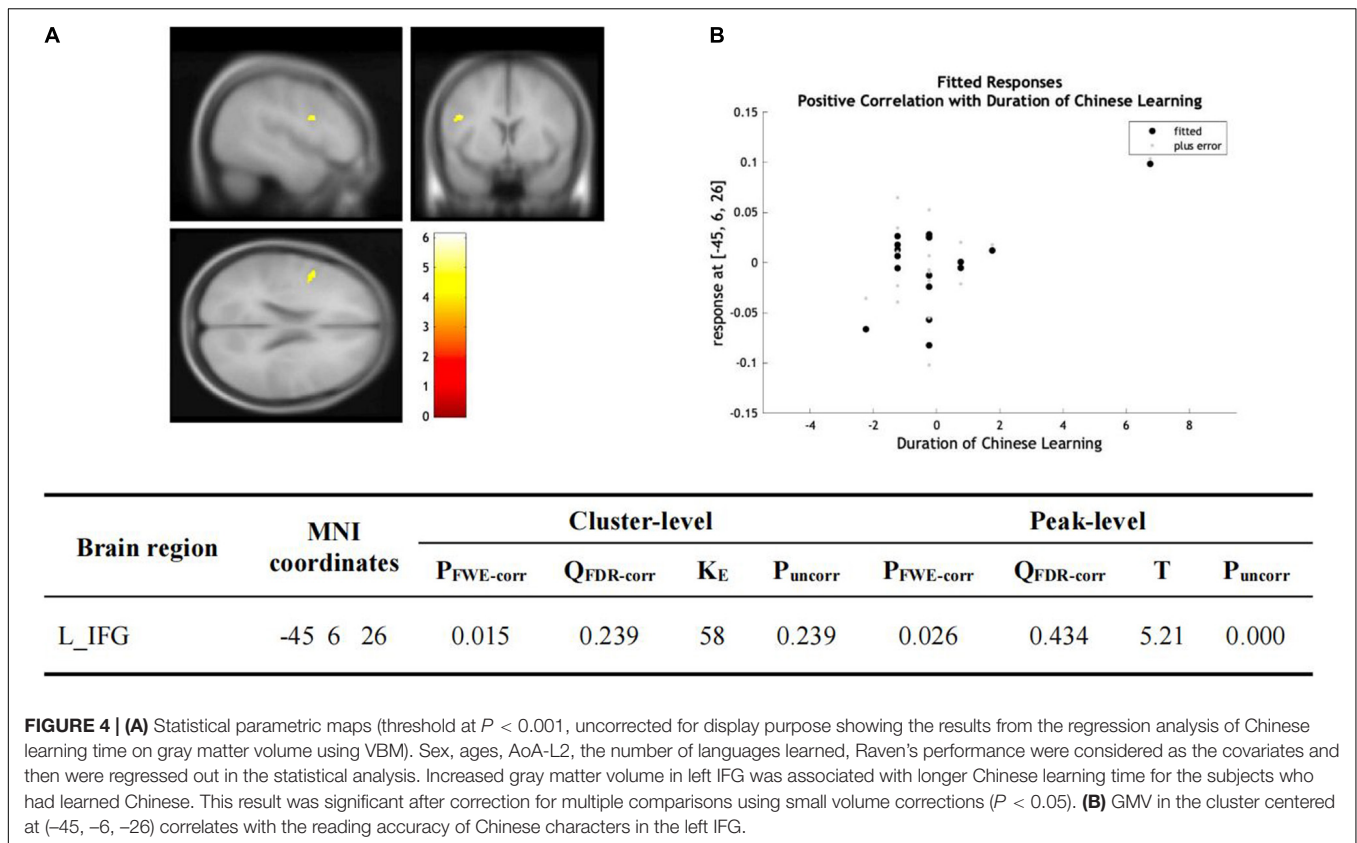 A
B
6
5
4
3
2
1
0
Fitted Responses
Positive Correlation with Duration of Chinese Learning
fitted
plus error
0.15
0.1
0.05
0
-0.05
-0.1
-0.15
response at [-45, 6, 26]
-4 -2 0 2 4 6 8
Duration of Chinese Learning
Brain region MNI coordinates Cluster-level Peak-level
P_FWE-corr Q_FDR-corr K_E P_uncorr P_FWE-corr Q_FDR-corr T P_uncorr
L_IFG -45 6 26 0.015 0.239 58 0.239 0.026 0.434 5.21 0.000
FIGURE 4 | (A) Statistical parametric maps (threshold at P < 0.001, uncorrected for display purpose showing the results from the regression analysis of Chinese
learning time on gray matter volume using VBM). Sex, ages, AoA-L2, the number of languages learned, Raven's performance were considered as the covariates and
then were regressed out in the statistical analysis. Increased gray matter volume in left IFG was associated with longer Chinese learning time for the subjects who
had learned Chinese. This result was significant after correction for multiple comparisons using small volume corrections (P < 0.05). (B) GMV in the cluster centered
at (–45, –6, –26) correlates with the reading accuracy of Chinese characters in the left IFG.